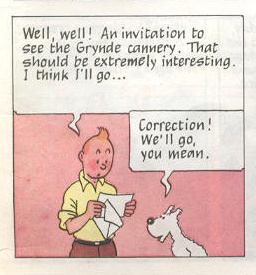 Well, well! An invitation to
see the Grynde cannery. That
should be extremely interesting.
I think I'll go...
Correction!
We'll go,
you mean.